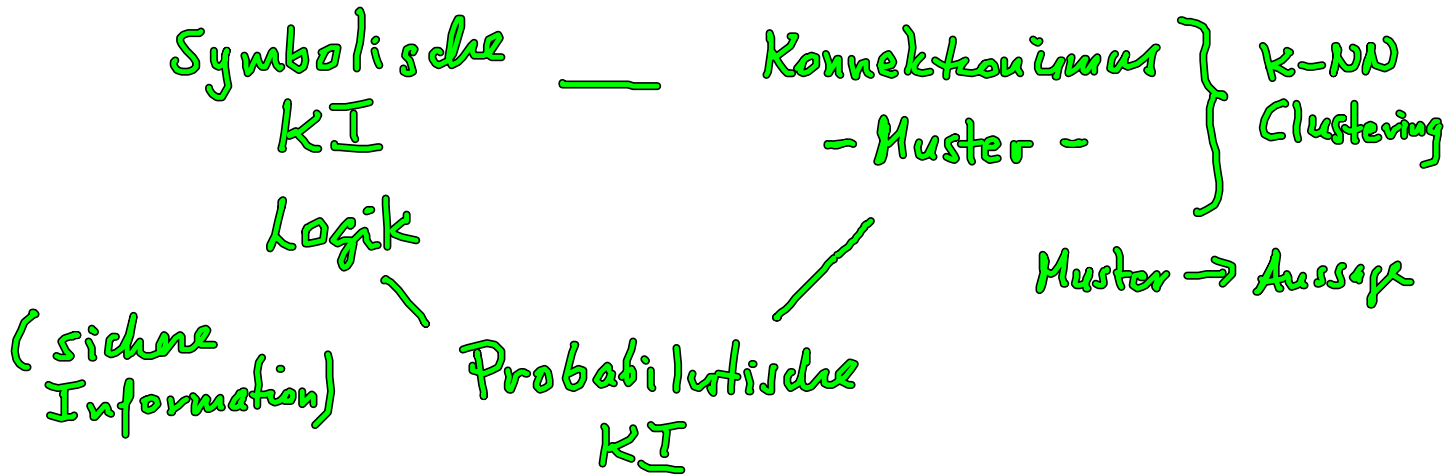 Symbolische
KI
Logik
(sichere
Information)
Konnektionismus
- Muster -
K-NN
Clustering
Muster → Aussage
Probabilistische
KI